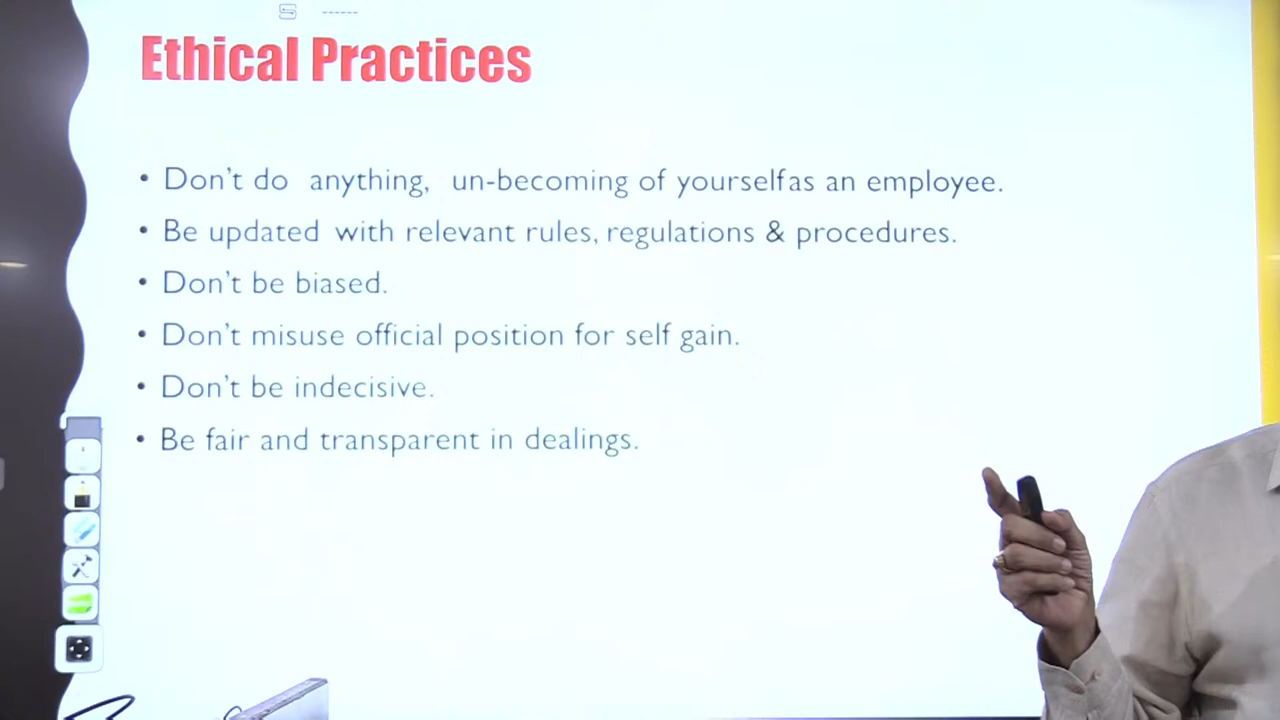 Ethical Practices
• Don't do anything, un-becoming of yourselfas an employee.
• Be updated with relevant rules, regulations & procedures.
• Don't be biased.
• Don't misuse official position for self gain.
• Don't be indecisive.
• Be fair and transparent in dealings.